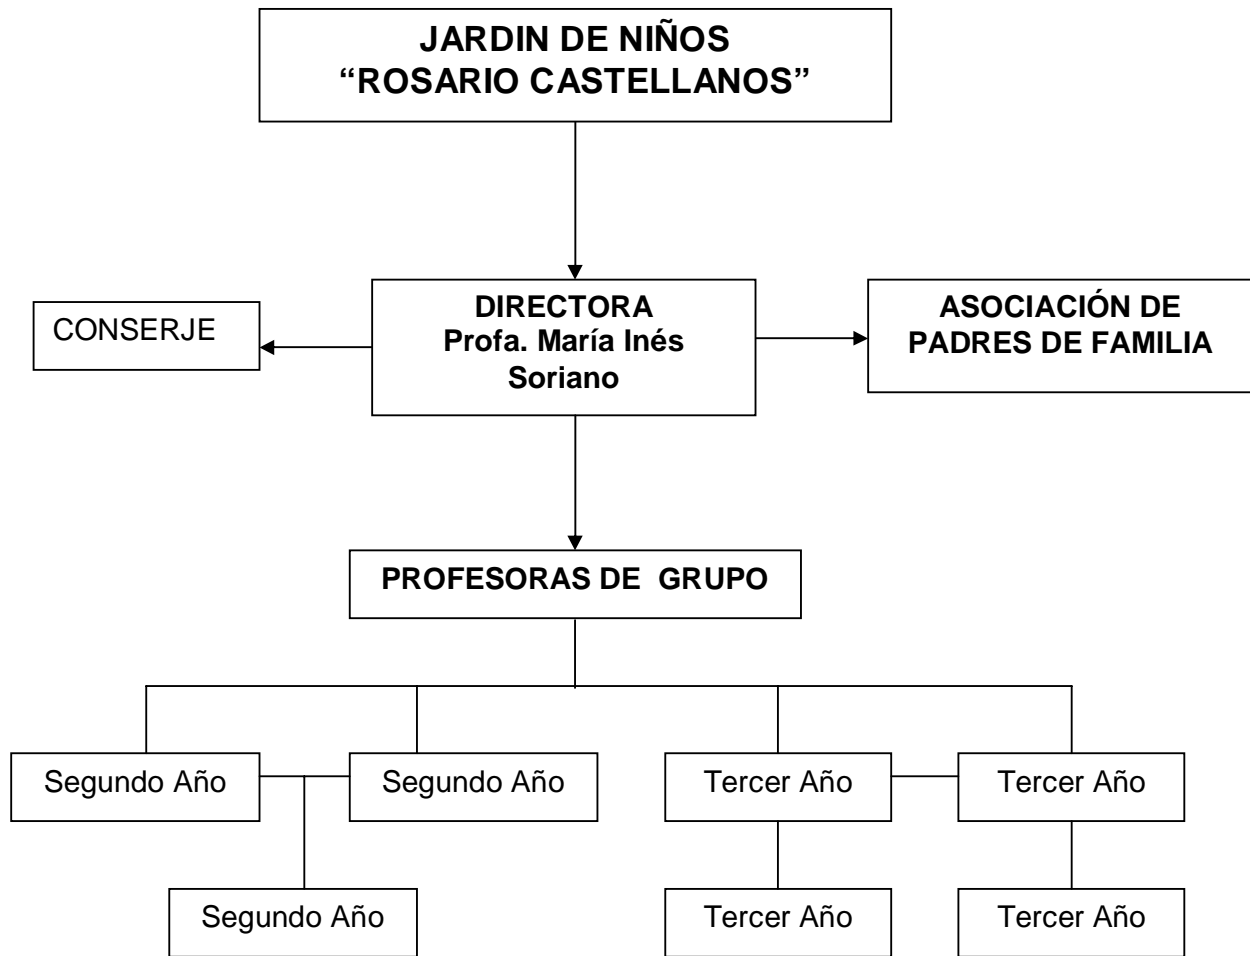 JARDIN DE NIÑOS
“ROSARIO CASTELLANOS”
CONSERJE
DIRECTORA
Profa. María Inés
Soriano
ASOCIACIÓN DE
PADRES DE FAMILIA
PROFESORAS DE  GRUPO
Segundo Año
Segundo Año
Tercer Año
Tercer Año
Segundo Año
Tercer Año
Tercer Año